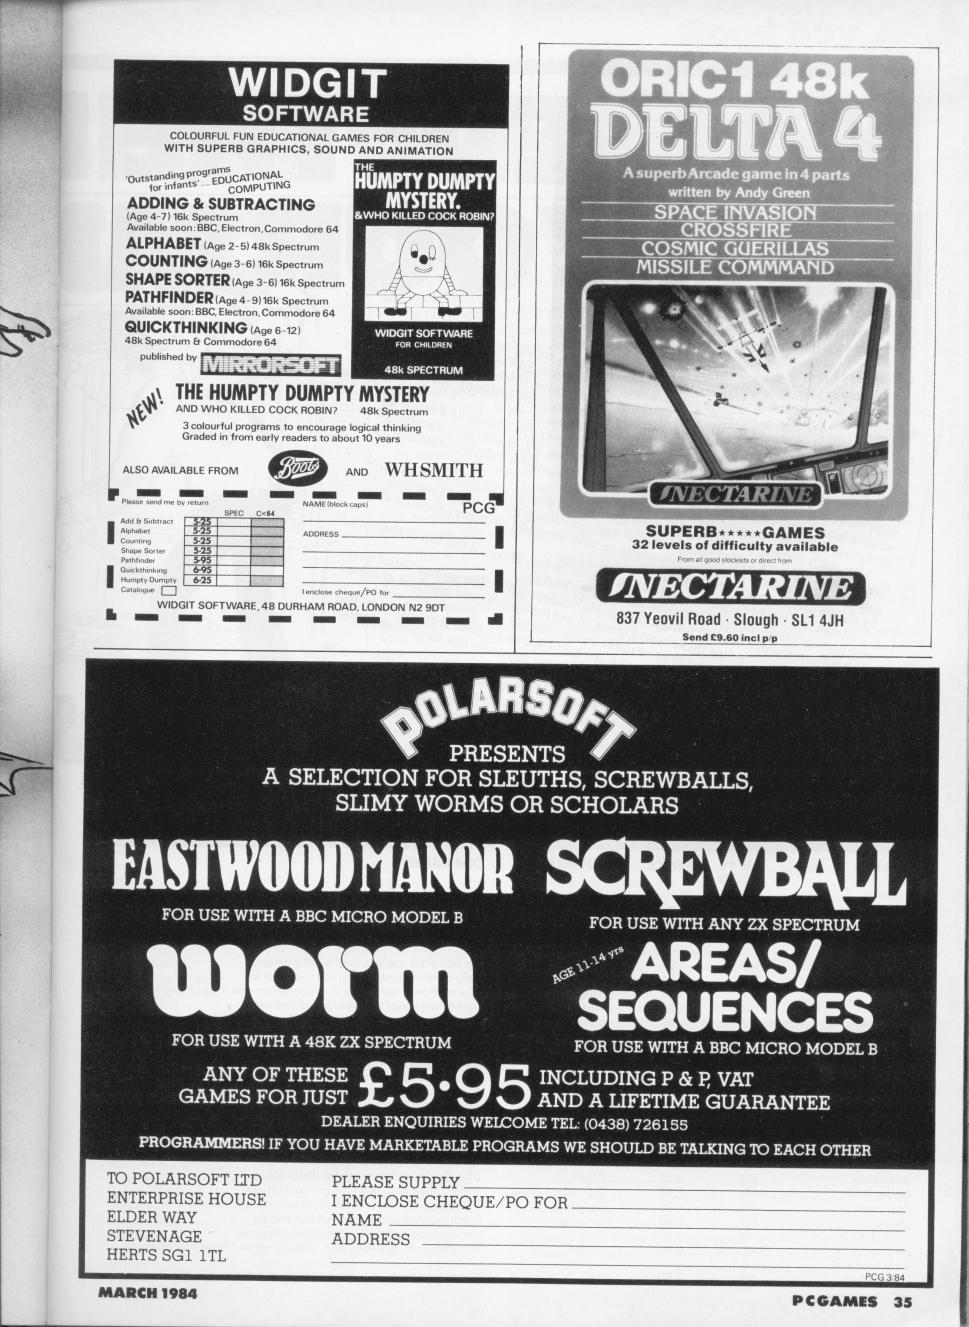 WIDGIT
SOFTWARE
COLOURFUL FUN EDUCATIONAL GAMES FOR CHILDREN
WITH SUPERB GRAPHICS, SOUND AND ANIMATION
'Outstanding programs
for infants' — EDUCATIONAL
COMPUTING
ADDING & SUBTRACTING
(Age 4-7) 16k Spectrum
Available soon: BBC, Electron, Commodore 64
ALPHABET (Age 2-5) 48k Spectrum
COUNTING (Age 3-6) 16k Spectrum
SHAPE SORTER (Age 3-6) 16k Spectrum
PATHFINDER (Age 4-9) 16k Spectrum
Available soon: BBC, Electron, Commodore 64
QUICKTHINKING (Age 6-12)
48k Spectrum & Commodore 64
published by MIRRORSOFT
THE
HUMPTY DUMPTY
MYSTERY.
& WHO KILLED COCK ROBIN?
WIDGIT SOFTWARE
FOR CHILDREN
48k SPECTRUM
NEW! THE HUMPTY DUMPTY MYSTERY
AND WHO KILLED COCK ROBIN? 48k Spectrum
3 colourful programs to encourage logical thinking
Graded in from early readers to about 10 years
ALSO AVAILABLE FROM Boots AND WHSMITH
Please send me by return
SPEC C<64
Add & Subtract 5·25
Alphabet 5·25
Counting 5·25
Shape Sorter 5·25
Pathfinder 5·95
Quickthinking 6·95
Humpty Dumpty 6·25
Catalogue
NAME (block caps)
PCG
ADDRESS
I enclose cheque/PO for
WIDGIT SOFTWARE, 48 DURHAM ROAD, LONDON N2 9DT
ORIC 1 48k
DELTA 4
A superb Arcade game in 4 parts
written by Andy Green
SPACE INVASION
CROSSFIRE
COSMIC GUERILLAS
MISSILE COMMMAND
NECTARINE
SUPERB★★★★★GAMES
32 levels of difficulty available
From all good stockists or direct from
NECTARINE
837 Yeovil Road · Slough · SL1 4JH
Send £9.60 incl p/p
POLARSOFT
PRESENTS
A SELECTION FOR SLEUTHS, SCREWBALLS,
SLIMY WORMS OR SCHOLARS
EASTWOOD MANOR
FOR USE WITH A BBC MICRO MODEL B
SCREWBALL
FOR USE WITH ANY ZX SPECTRUM
worm
FOR USE WITH A 48K ZX SPECTRUM
AGE 11-14 yrs
AREAS/
SEQUENCES
FOR USE WITH A BBC MICRO MODEL B
ANY OF THESE
GAMES FOR JUST
£5·95
INCLUDING P & P, VAT
AND A LIFETIME GUARANTEE
DEALER ENQUIRIES WELCOME TEL: (0438) 726155
PROGRAMMERS! IF YOU HAVE MARKETABLE PROGRAMS WE SHOULD BE TALKING TO EACH OTHER
TO POLARSOFT LTD
ENTERPRISE HOUSE
ELDER WAY
STEVENAGE
HERTS SG1 1TL
PLEASE SUPPLY
I ENCLOSE CHEQUE/PO FOR
NAME
ADDRESS
PCG 3/84
MARCH 1984
PCGAMES 35